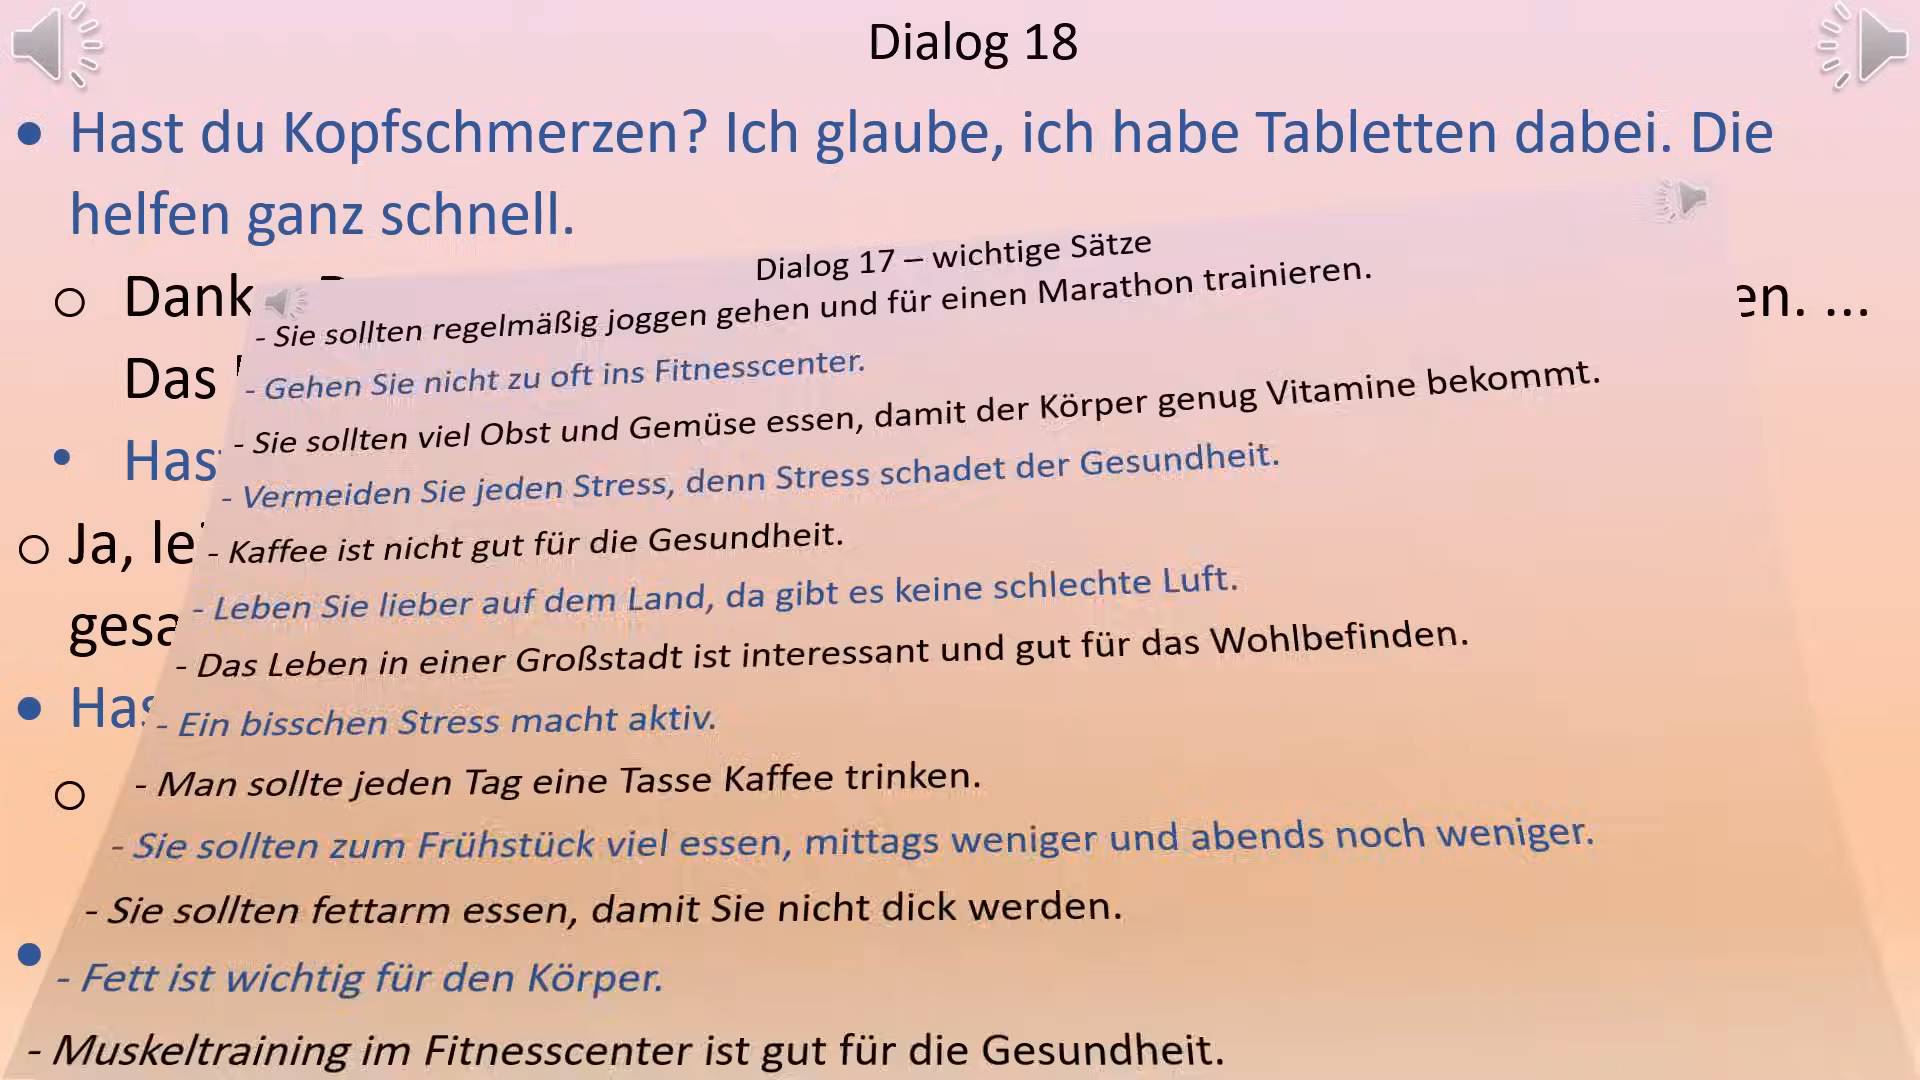 Dialog 18
• Hast du Kopfschmerzen? Ich glaube, ich habe Tabletten dabei. Die
helfen ganz schnell.
Dialog 17 – wichtige Sätze
- Sie sollten regelmäßig joggen gehen und für einen Marathon trainieren.
- Gehen Sie nicht zu oft ins Fitnesscenter.
- Sie sollten viel Obst und Gemüse essen, damit der Körper genug Vitamine bekommt.
- Vermeiden Sie jeden Stress, denn Stress schadet der Gesundheit.
- Kaffee ist nicht gut für die Gesundheit.
- Leben Sie lieber auf dem Land, da gibt es keine schlechte Luft.
- Das Leben in einer Großstadt ist interessant und gut für das Wohlbefinden.
- Ein bisschen Stress macht aktiv.
- Man sollte jeden Tag eine Tasse Kaffee trinken.
- Sie sollten zum Frühstück viel essen, mittags weniger und abends noch weniger.
- Sie sollten fettarm essen, damit Sie nicht dick werden.
- Fett ist wichtig für den Körper.
- Muskeltraining im Fitnesscenter ist gut für die Gesundheit.
o Dank
en. ...
Das
• Has
o Ja, le
gesa
• Has